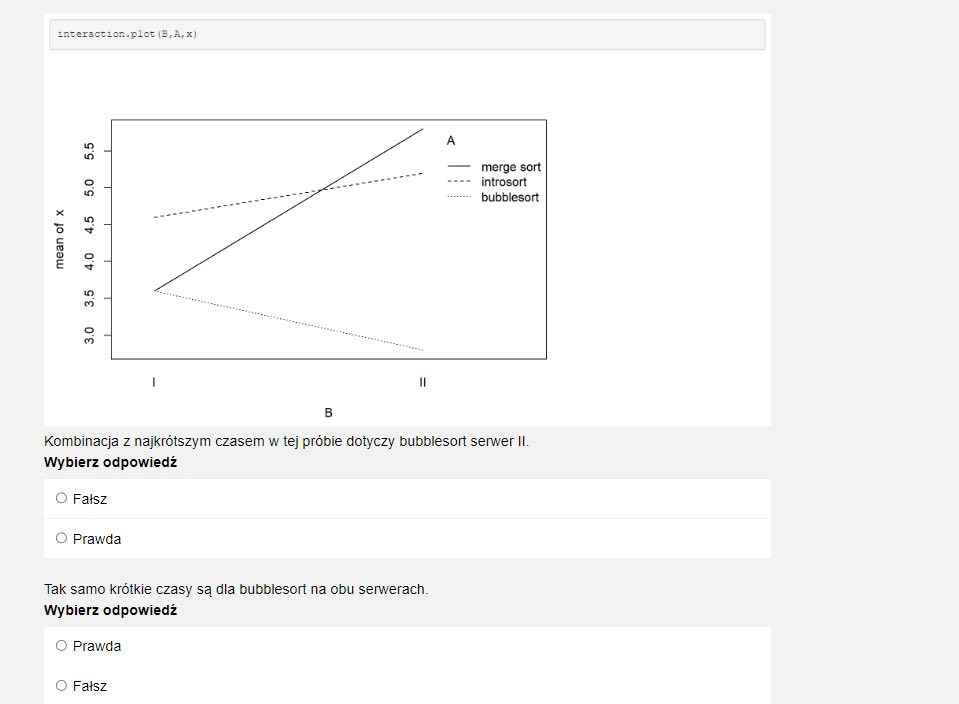 interaction.plot(B,A,x)
A
merge sort
introsort
bubblesort
mean of x
5.5
5.0
4.5
4.0
3.5
3.0
I II
B
Kombinacja z najkrótszym czasem w tej próbie dotyczy bubblesort serwer II.
Wybierz odpowiedź
Fałsz
Prawda
Tak samo krótkie czasy są dla bubblesort na obu serwerach.
Wybierz odpowiedź
Prawda
Fałsz